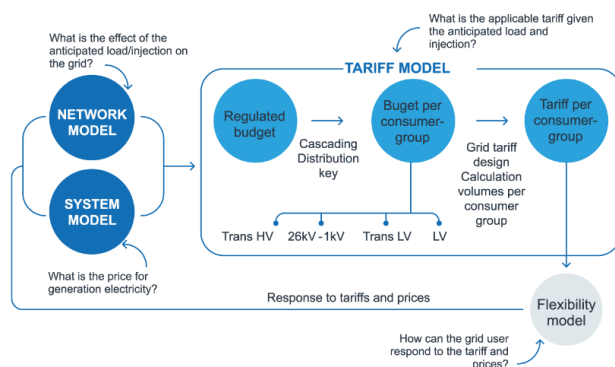 What is the effect of the
anticipated load/injection on
the grid?
What is the applicable tariff given
the anticipated load and
injection?
TARIFF MODEL
NETWORK
MODEL
SYSTEM
MODEL
What is the price for
generation electricity?
Regulated
budget
Cascading
Distribution
key
Buget per
consumer-
group
Grid tariff
design
Calculation
volumes per
consumer
group
Tariff per
consumer-
group
Trans HV
26kV-1kV
Trans LV
LV
Response to tariffs and prices
Flexibility
model
How can the grid user
respond to the tariff and
prices?